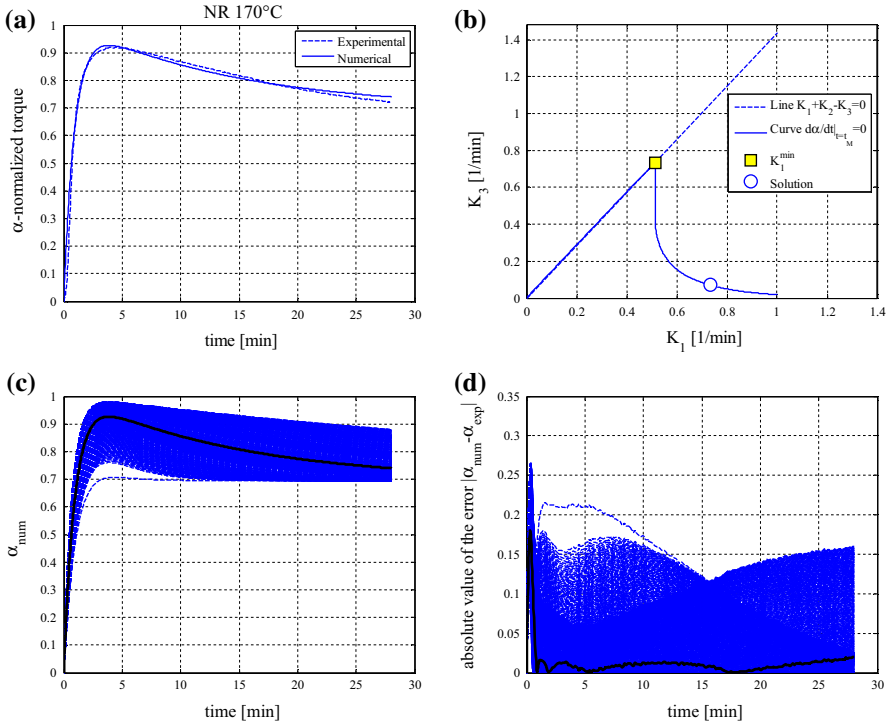 (a)
NR 170°C
1
0.9
0.8
0.7
0.6
0.5
0.4
0.3
0.2
0.1
0
α-normalized torque
Experimental
Numerical
0 5 10 15 20 25 30
time [min]
(b)
1.4
1.2
1
0.8
0.6
0.4
0.2
0
K₃ [1/min]
Line K₁+K₂-K₃=0
Curve dα/dt|t=t_M=0
K₁^min
Solution
0 0.2 0.4 0.6 0.8 1 1.2 1.4
K₁ [1/min]
(c)
1
0.9
0.8
0.7
0.6
0.5
0.4
0.3
0.2
0.1
0
α_num
0 5 10 15 20 25 30
time [min]
(d)
0.35
0.3
0.25
0.2
0.15
0.1
0.05
0
absolute value of the error |α_num-α_exp|
0 5 10 15 20 25 30
time [min]